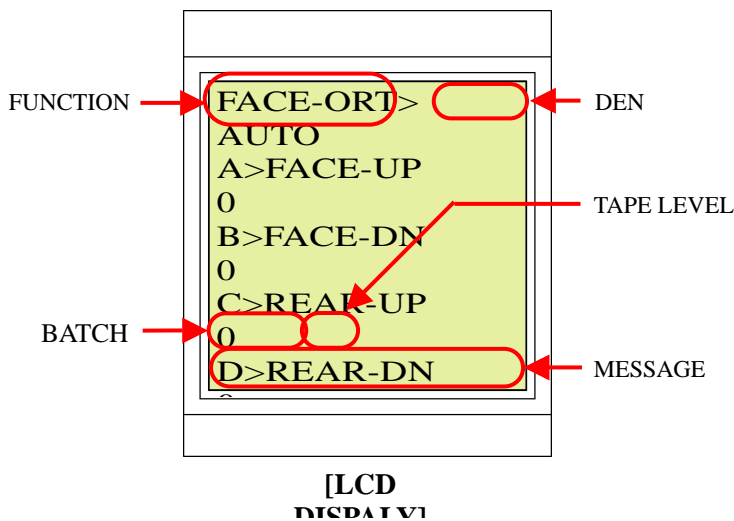 FUNCTION
FACE-ORT>
DEN
AUTO
A>FACE-UP
0
TAPE LEVEL
B>FACE-DN
0
C>REAR-UP
BATCH
0
D>REAR-DN
MESSAGE
[LCD
DISPALY]